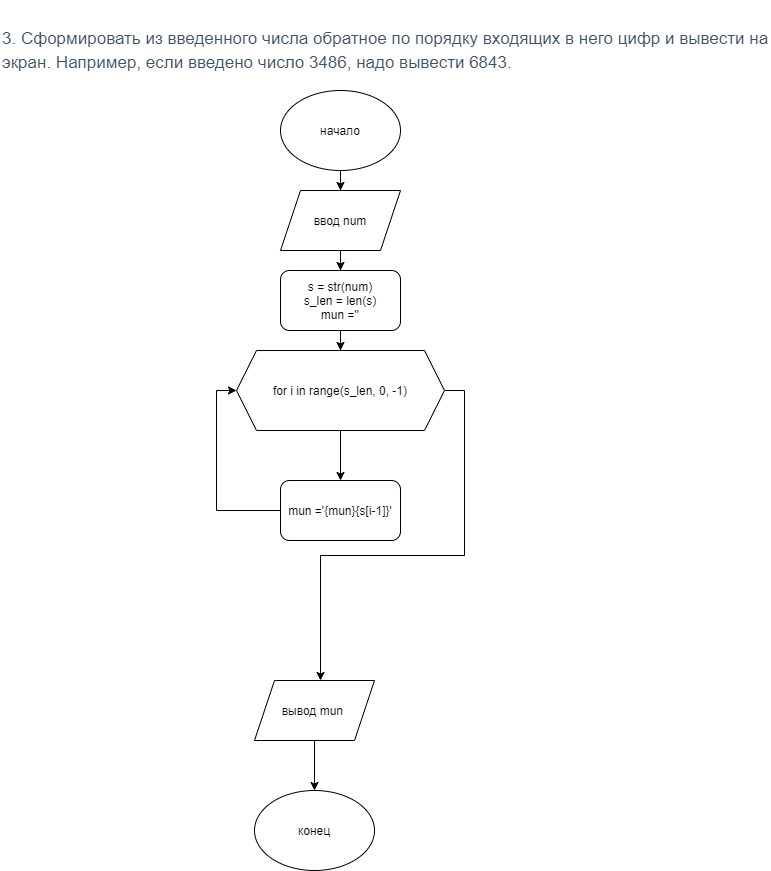 3. Сформировать из введенного числа обратное по порядку входящих в него цифр и вывести на
экран. Например, если введено число 3486, надо вывести 6843.
начало
ввод num
s = str(num)
s_len = len(s)
mun =''
for i in range(s_len, 0, -1)
mun ='{mun}{s[i-1]}'
вывод mun
конец